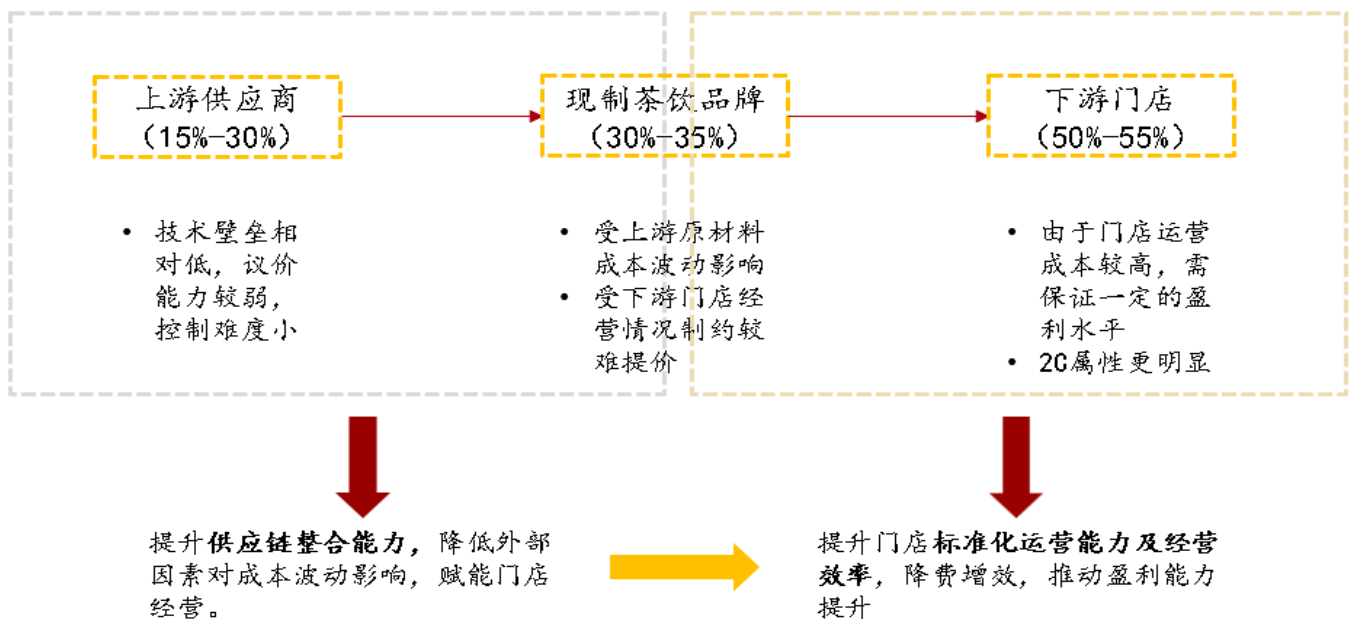 上游供应商
(15%-30%)
现制茶饮品牌
(30%-35%)
下游门店
(50%-55%)
• 技术壁垒相
对低，议价
能力较弱，
控制难度小
• 受上游原材料
成本波动影响
• 受下游门店经
营情况制约较
难提价
• 由于门店运营
成本较高，需
保证一定的盈
利水平
• 2C属性更明显
提升供应链整合能力，降低外部
因素对成本波动影响，赋能门店
经营。
提升门店标准化运营能力及经营
效率，降费增效，推动盈利能力
提升